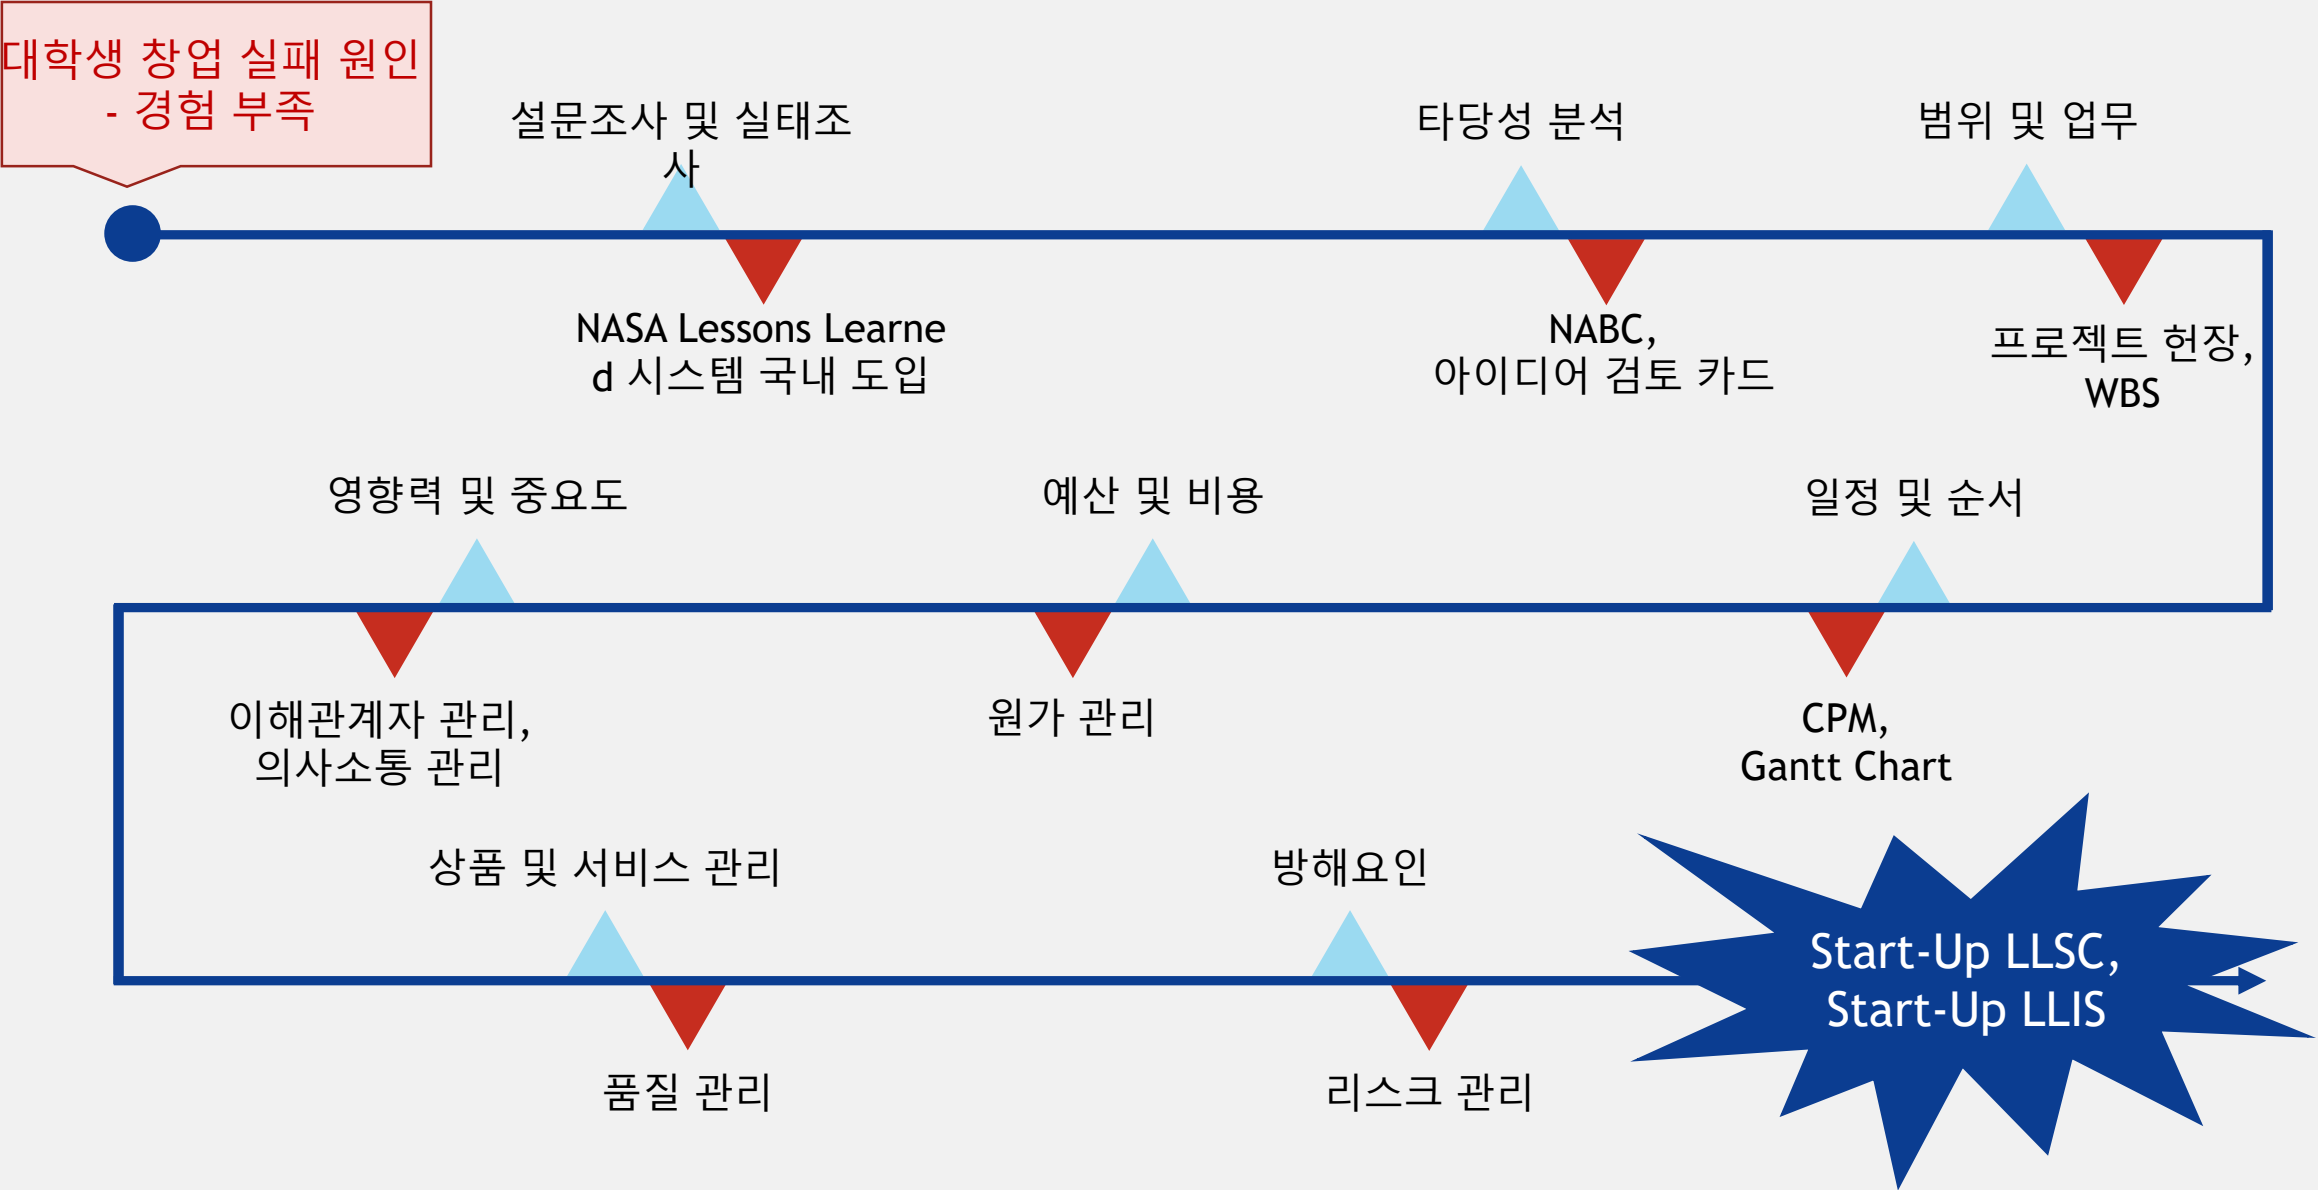 대학생 창업 실패 원인
- 경험 부족
설문조사 및 실태조
사
타당성 분석
범위 및 업무
NASA Lessons Learne
d 시스템 국내 도입
NABC,
아이디어 검토 카드
프로젝트 헌장,
WBS
영향력 및 중요도
예산 및 비용
일정 및 순서
이해관계자 관리,
의사소통 관리
원가 관리
CPM,
Gantt Chart
상품 및 서비스 관리
방해요인
Start-Up LLSC,
Start-Up LLIS
품질 관리
리스크 관리